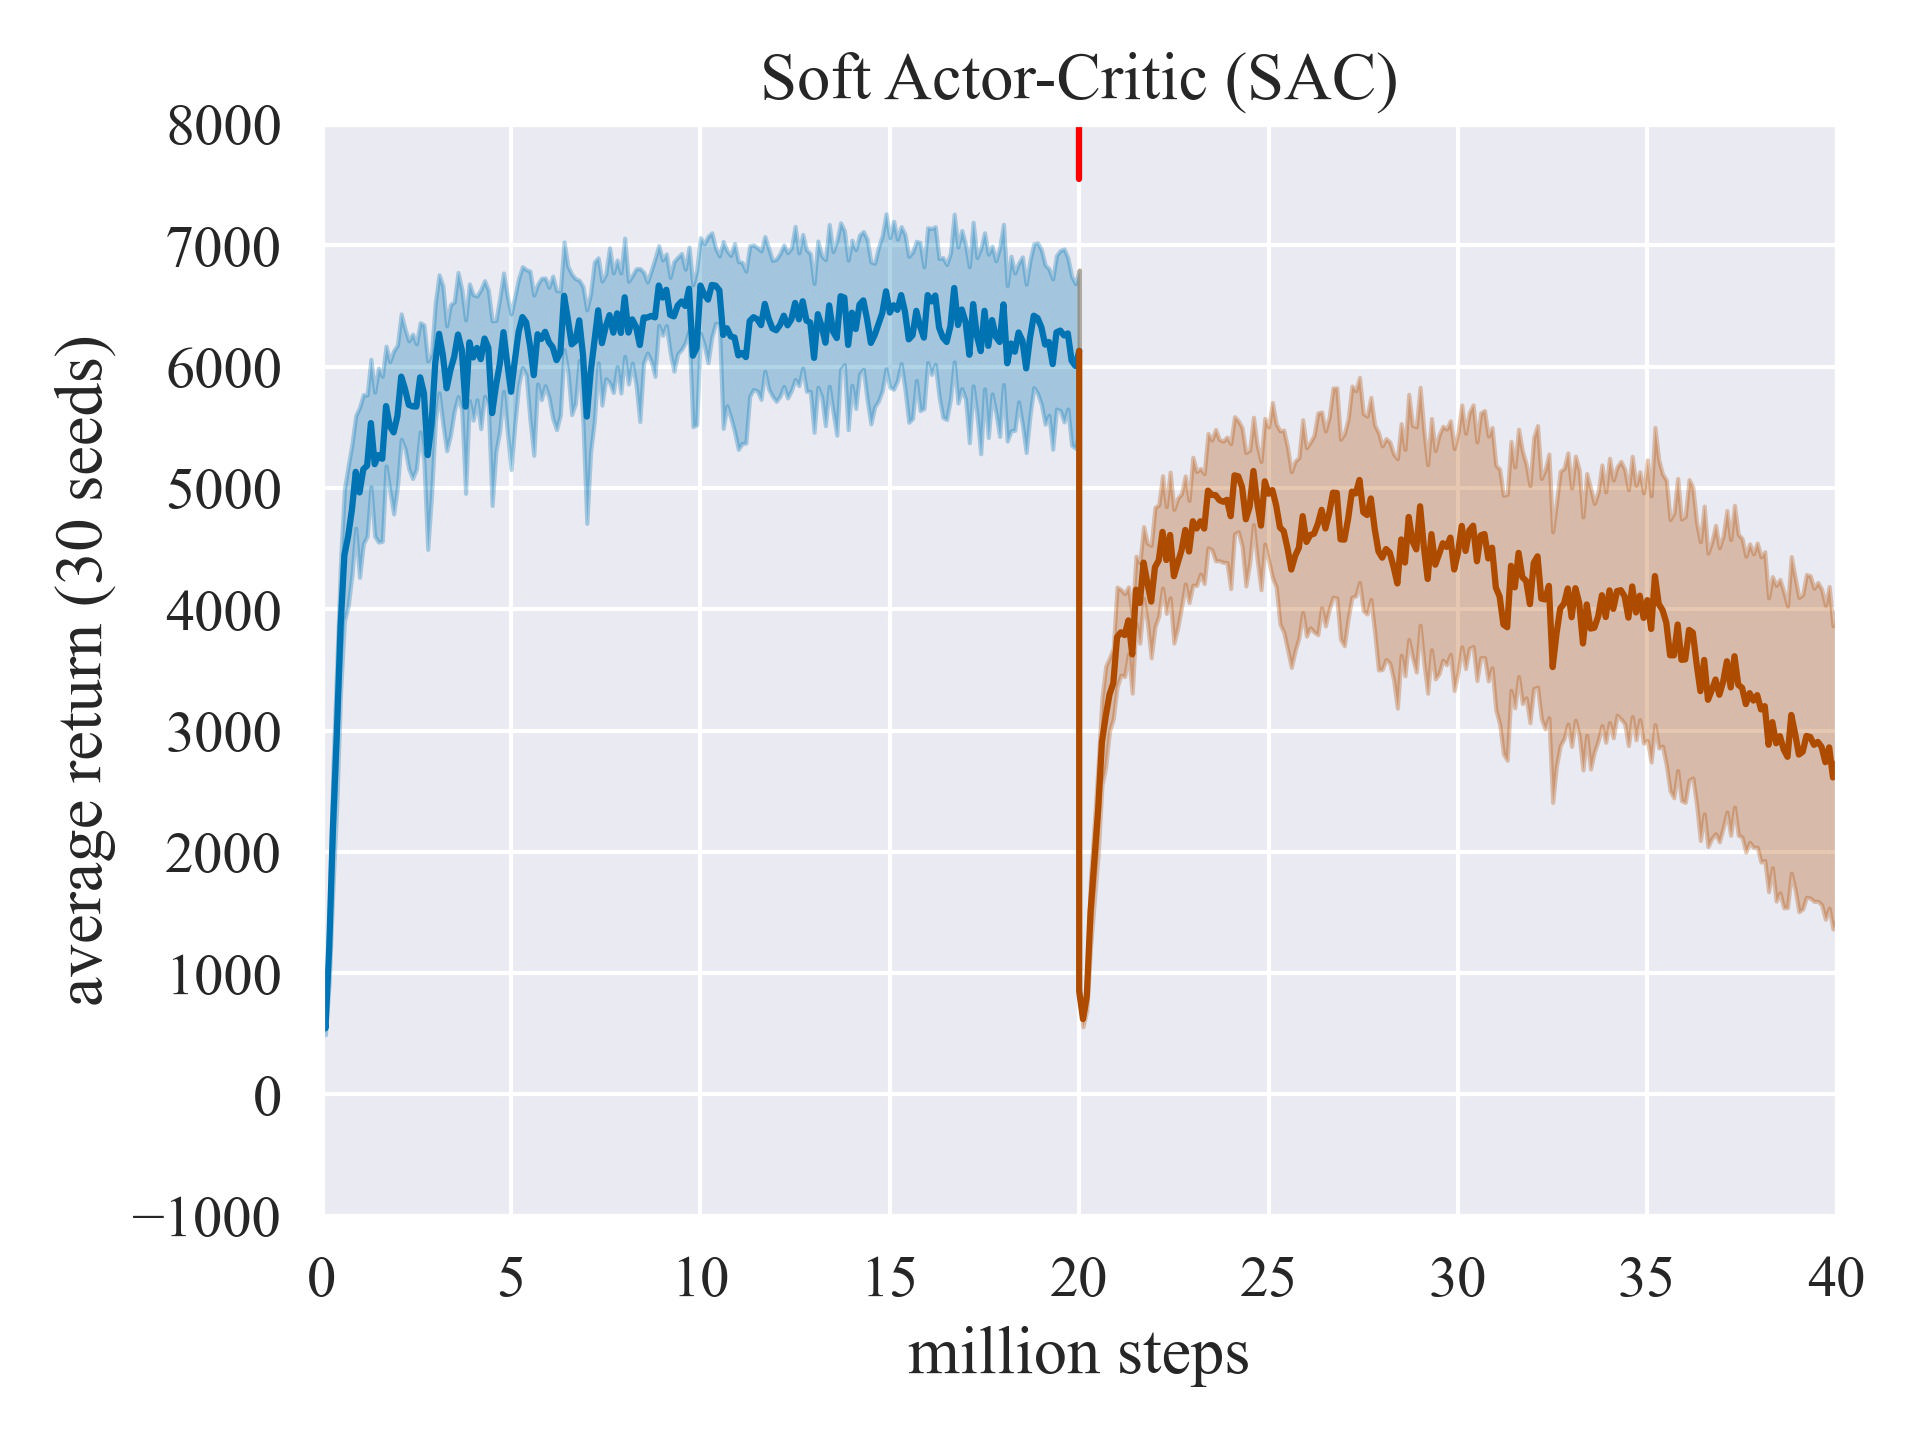 Soft Actor-Critic (SAC)
8000
7000
6000
5000
4000
3000
2000
1000
0
−1000
average return (30 seeds)
0 5 10 15 20 25 30 35 40
million steps